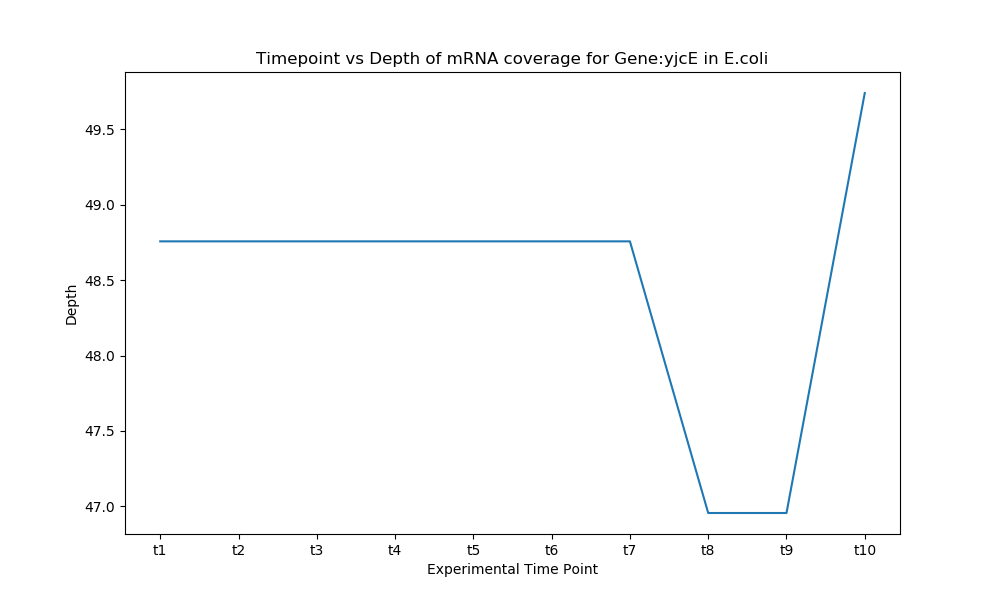 Timepoint vs Depth of mRNA coverage for Gene:yjcE in E.coli
49.5
49.0
48.5
48.0
47.5
47.0
Depth
t1 t2 t3 t4 t5 t6 t7 t8 t9 t10
Experimental Time Point